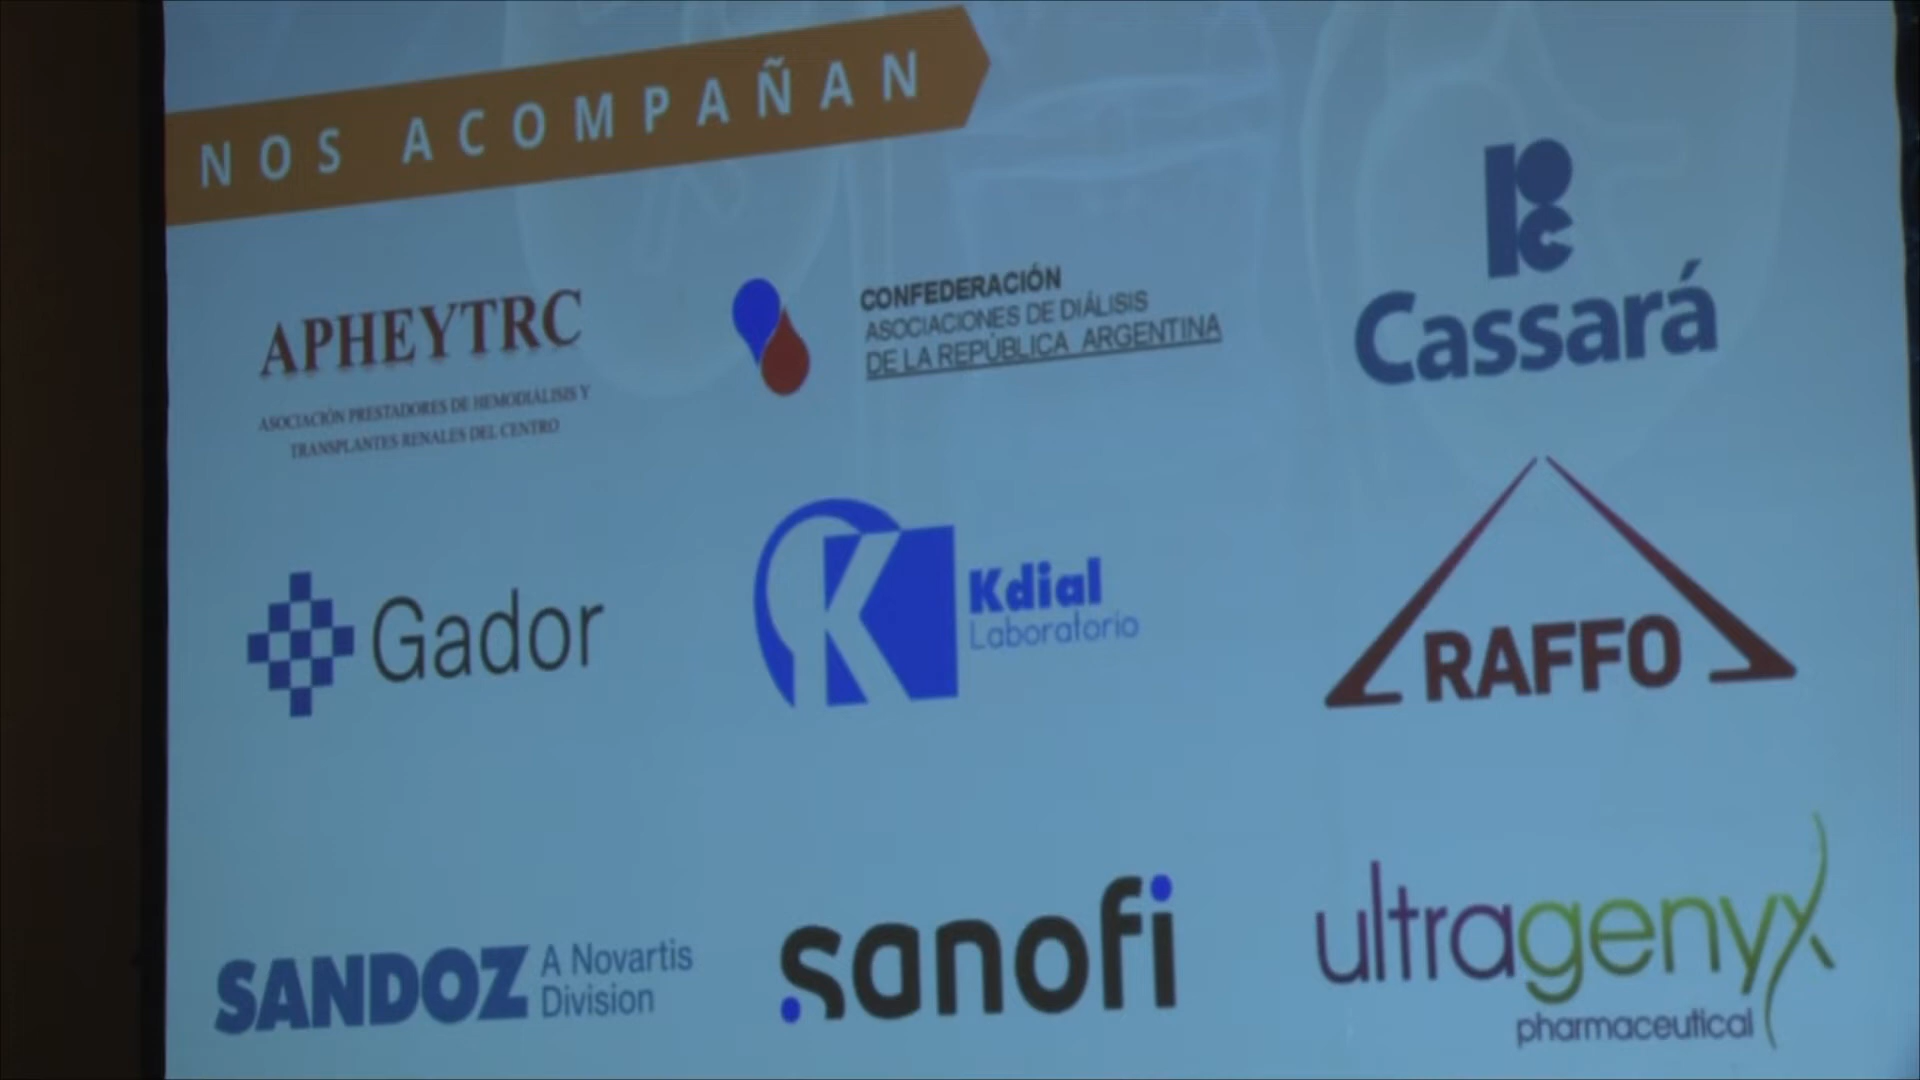 NOS ACOMPAÑAN
APHEYTRC
ASOCIACIÓN PRESTADORES DE HEMODIÁLISIS Y
TRANSPLANTES RENALES DEL CENTRO
CONFEDERACIÓN
ASOCIACIONES DE DIÁLISIS
DE LA REPÚBLICA ARGENTINA
Cassará
Gador
K
Kdial
Laboratorio
RAFFO
SANDOZ
A Novartis
Division
sanofi
ultragenyx
pharmaceutical